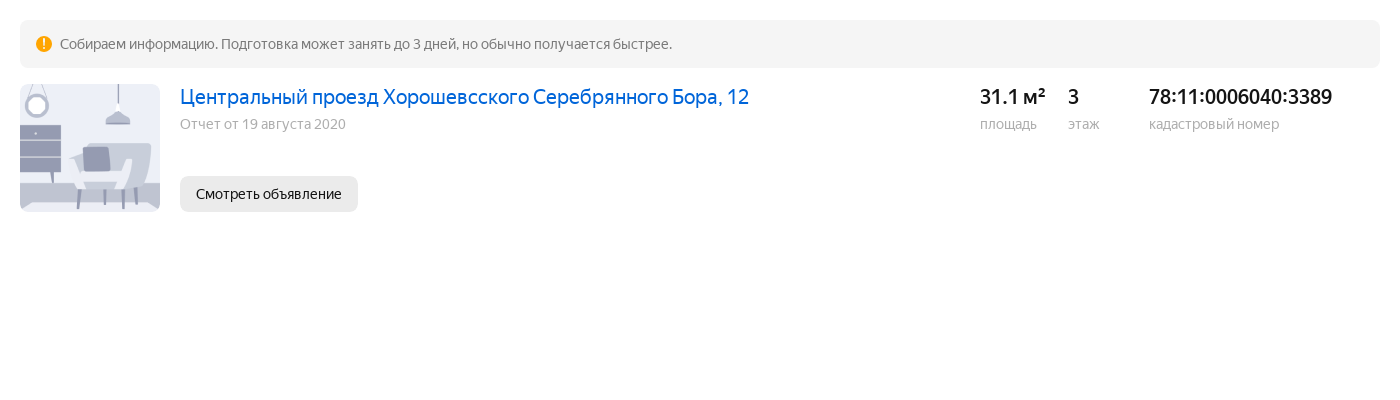 Собираем информацию. Подготовка может занять до 3 дней, но обычно получается быстрее.
Центральный проезд Хорошевсского Серебрянного Бора, 12
Отчет от 19 августа 2020
31.1 м²
площадь
3
этаж
78:11:0006040:3389
кадастровый номер
Смотреть объявление